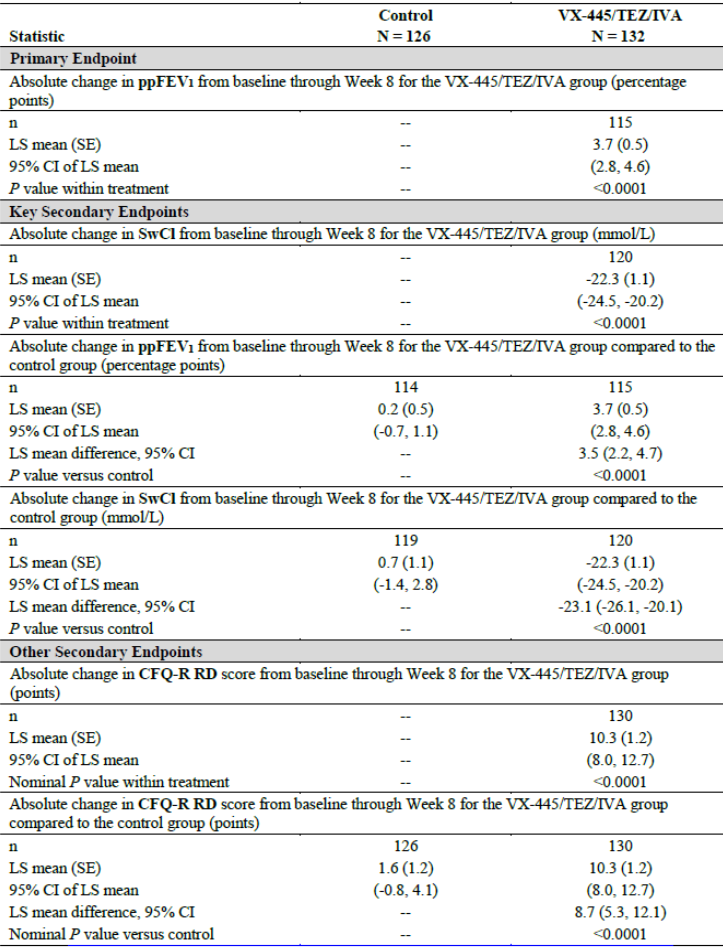 Control VX-445/TEZ/IVA
Statistic N = 126 N = 132
Primary Endpoint
Absolute change in ppFEV₁ from baseline through Week 8 for the VX-445/TEZ/IVA group (percentage
points)
n -- 115
LS mean (SE) -- 3.7 (0.5)
95% CI of LS mean -- (2.8, 4.6)
P value within treatment -- <0.0001
Key Secondary Endpoints
Absolute change in SwCl from baseline through Week 8 for the VX-445/TEZ/IVA group (mmol/L)
n -- 120
LS mean (SE) -- -22.3 (1.1)
95% CI of LS mean -- (-24.5, -20.2)
P value within treatment -- <0.0001
Absolute change in ppFEV₁ from baseline through Week 8 for the VX-445/TEZ/IVA group compared to the
control group (percentage points)
n 114 115
LS mean (SE) 0.2 (0.5) 3.7 (0.5)
95% CI of LS mean (-0.7, 1.1) (2.8, 4.6)
LS mean difference, 95% CI -- 3.5 (2.2, 4.7)
P value versus control -- <0.0001
Absolute change in SwCl from baseline through Week 8 for the VX-445/TEZ/IVA group compared to the
control group (mmol/L)
n 119 120
LS mean (SE) 0.7 (1.1) -22.3 (1.1)
95% CI of LS mean (-1.4, 2.8) (-24.5, -20.2)
LS mean difference, 95% CI -- -23.1 (-26.1, -20.1)
P value versus control -- <0.0001
Other Secondary Endpoints
Absolute change in CFQ-R RD score from baseline through Week 8 for the VX-445/TEZ/IVA group
(points)
n -- 130
LS mean (SE) -- 10.3 (1.2)
95% CI of LS mean -- (8.0, 12.7)
Nominal P value within treatment -- <0.0001
Absolute change in CFQ-R RD score from baseline through Week 8 for the VX-445/TEZ/IVA group
compared to the control group (points)
n 126 130
LS mean (SE) 1.6 (1.2) 10.3 (1.2)
95% CI of LS mean (-0.8, 4.1) (8.0, 12.7)
LS mean difference, 95% CI -- 8.7 (5.3, 12.1)
Nominal P value versus control -- <0.0001